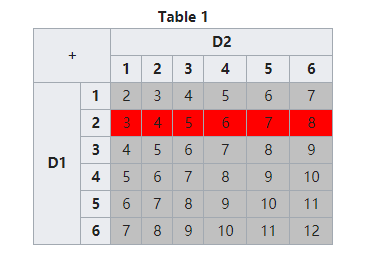 Table 1
+ D2
1 2 3 4 5 6
D1 1 2 3 4 5 6 7
2 3 4 5 6 7 8
3 4 5 6 7 8 9
4 5 6 7 8 9 10
5 6 7 8 9 10 11
6 7 8 9 10 11 12